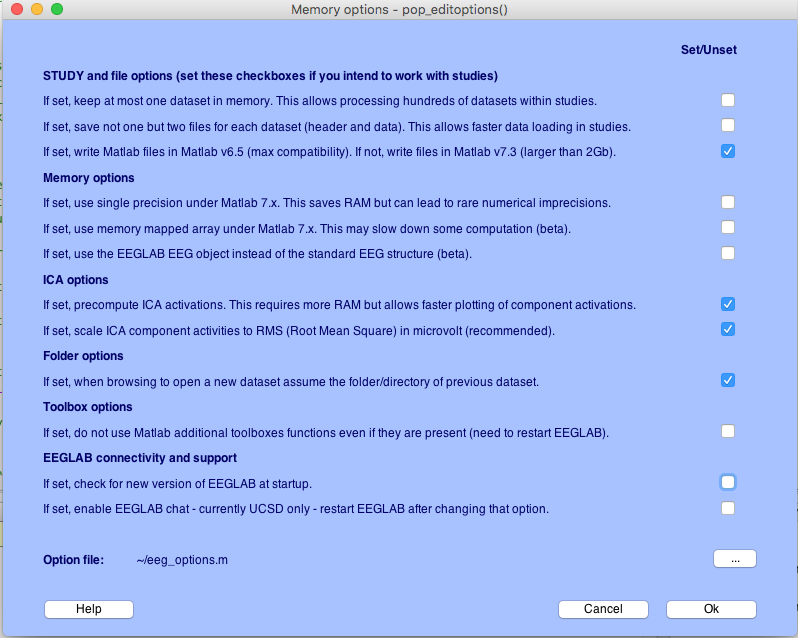 Memory options - pop_editoptions()
Set/Unset
STUDY and file options (set these checkboxes if you intend to work with studies)
If set, keep at most one dataset in memory. This allows processing hundreds of datasets within studies.
If set, save not one but two files for each dataset (header and data). This allows faster data loading in studies.
If set, write Matlab files in Matlab v6.5 (max compatibility). If not, write files in Matlab v7.3 (larger than 2Gb).
Memory options
If set, use single precision under Matlab 7.x. This saves RAM but can lead to rare numerical imprecisions.
If set, use memory mapped array under Matlab 7.x. This may slow down some computation (beta).
If set, use the EEGLAB EEG object instead of the standard EEG structure (beta).
ICA options
If set, precompute ICA activations. This requires more RAM but allows faster plotting of component activations.
If set, scale ICA component activities to RMS (Root Mean Square) in microvolt (recommended).
Folder options
If set, when browsing to open a new dataset assume the folder/directory of previous dataset.
Toolbox options
If set, do not use Matlab additional toolboxes functions even if they are present (need to restart EEGLAB).
EEGLAB connectivity and support
If set, check for new version of EEGLAB at startup.
If set, enable EEGLAB chat - currently UCSD only - restart EEGLAB after changing that option.
Option file: ~/eeg_options.m ...
Help Cancel Ok